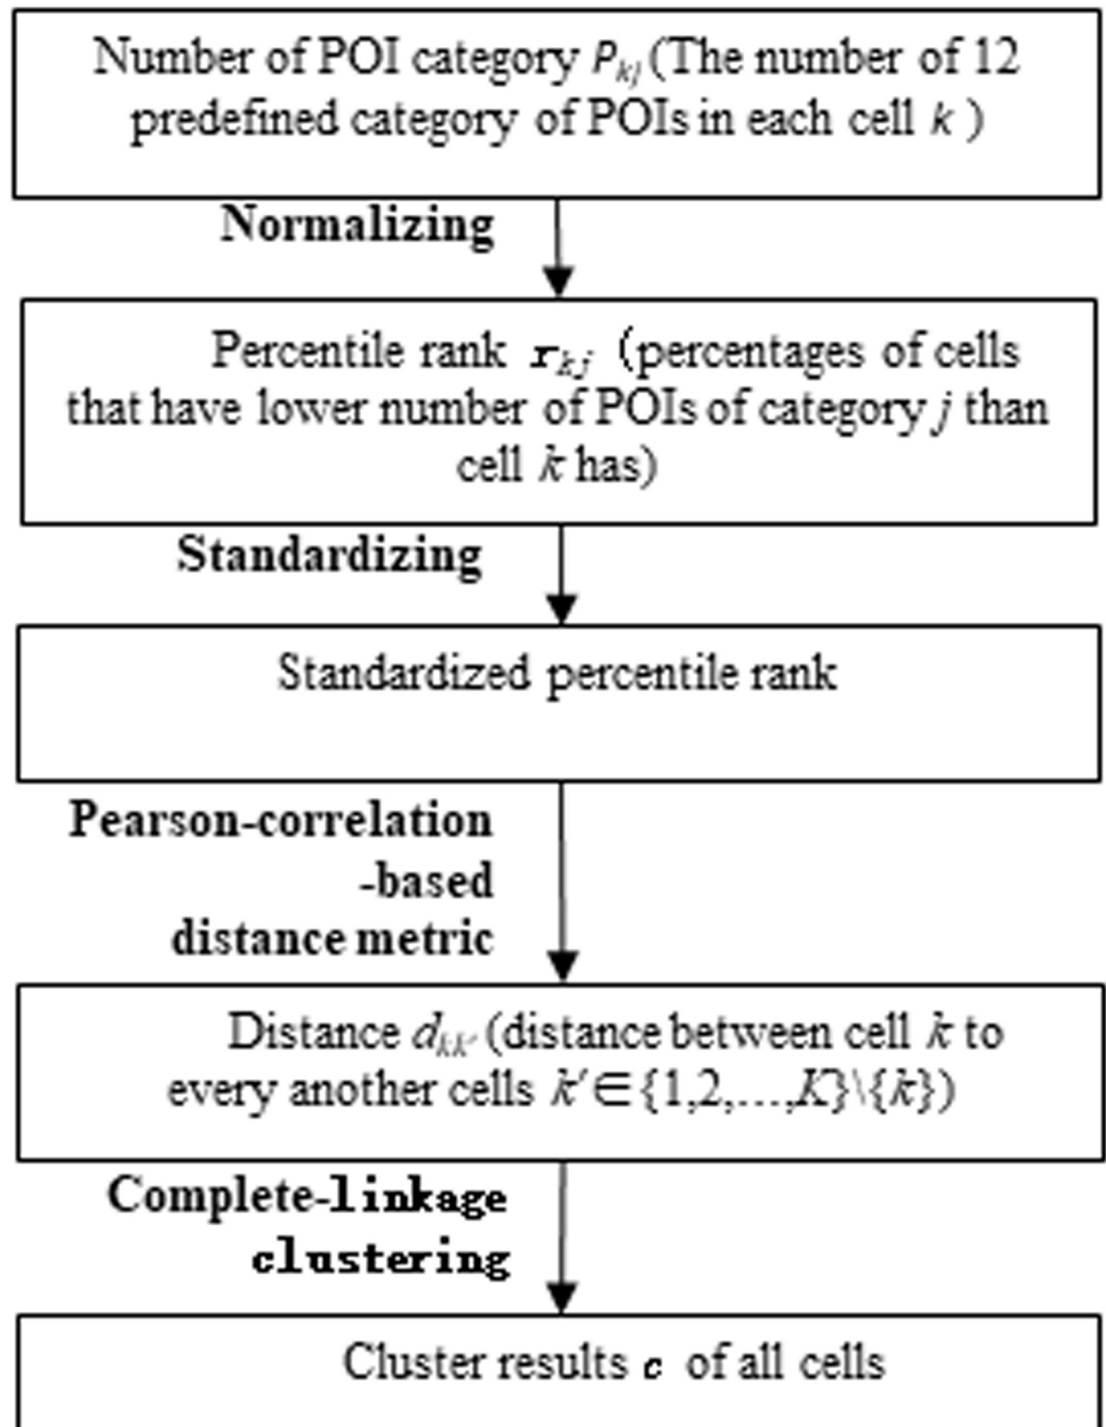 Number of POI category P_kj (The number of 12
predefined category of POIs in each cell k )
Normalizing
Percentile rank r_kj (percentages of cells
that have lower number of POIs of category j than
cell k has)
Standardizing
Standardized percentile rank
Pearson-correlation
-based
distance metric
Distance d_kk′ (distance between cell k to
every another cells k′∈{1,2,...,K}\{k})
Complete-linkage
clustering
Cluster results c of all cells